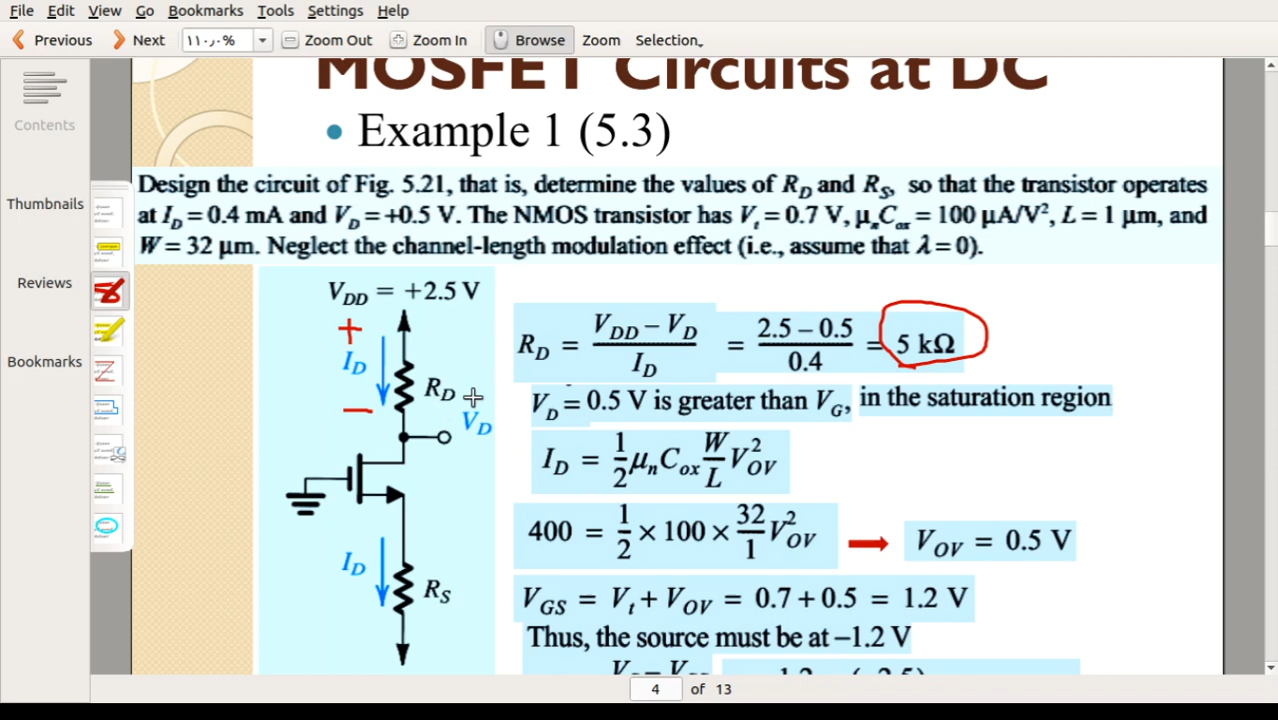 File Edit View Go Bookmarks Tools Settings Help
Previous Next ١١٠٫٠% Zoom Out Zoom In Browse Zoom Selection
Contents
Thumbnails
Reviews
Bookmarks
MOSFET Circuits at DC
• Example 1 (5.3)
Design the circuit of Fig. 5.21, that is, determine the values of R_D and R_S, so that the transistor operates
at I_D = 0.4 mA and V_D = +0.5 V. The NMOS transistor has V_t = 0.7 V, μ_nC_ox = 100 μA/V², L = 1 μm, and
W = 32 μm. Neglect the channel-length modulation effect (i.e., assume that λ = 0).
V_DD = +2.5 V
+
I_D
R_D
−
V_D
I_D
R_S
R_D = (V_DD − V_D)/I_D = (2.5 − 0.5)/0.4 = 5 kΩ
V_D = 0.5 V is greater than V_G, in the saturation region
I_D = 1/2 μ_nC_ox W/L V_OV²
400 = 1/2 × 100 × 32/1 V_OV² → V_OV = 0.5 V
V_GS = V_t + V_OV = 0.7 + 0.5 = 1.2 V
Thus, the source must be at −1.2 V
4 of 13